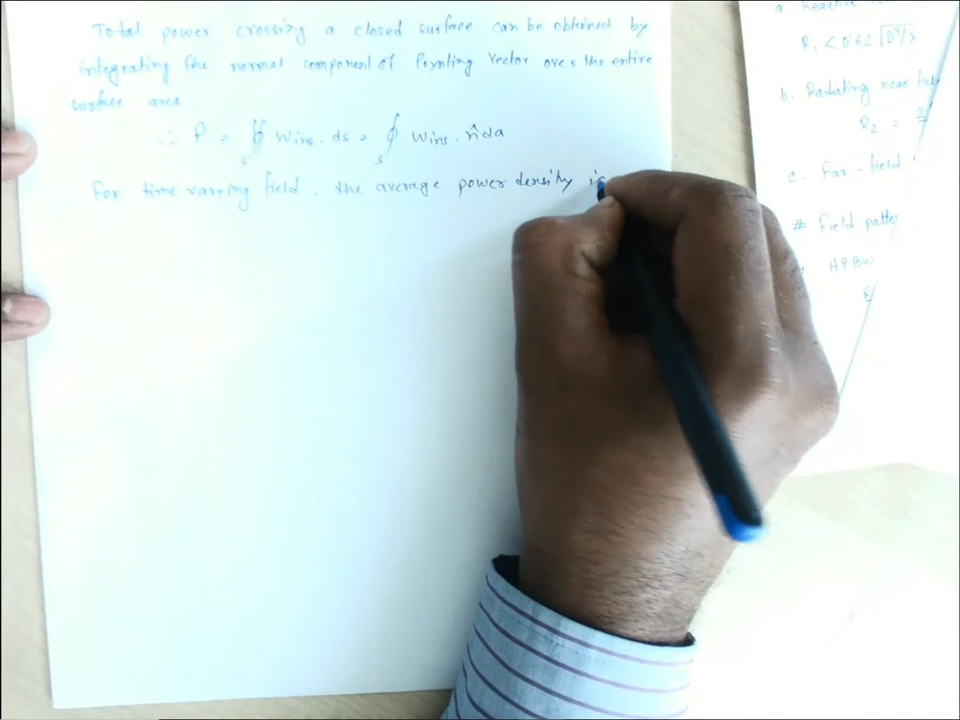 Total power crossing a closed surface can be obtained by
integrating the normal component of Poynting Vector over the entire
surface area
∴ P = ∯ Wins . ds = ∮ Wins . n̂ da
s s
For time varying field , the average power density is
a Reactive
R₁ < 0.62
b. Radiating near field
R₂ = 2
c. Far-field
# Field
HPBW